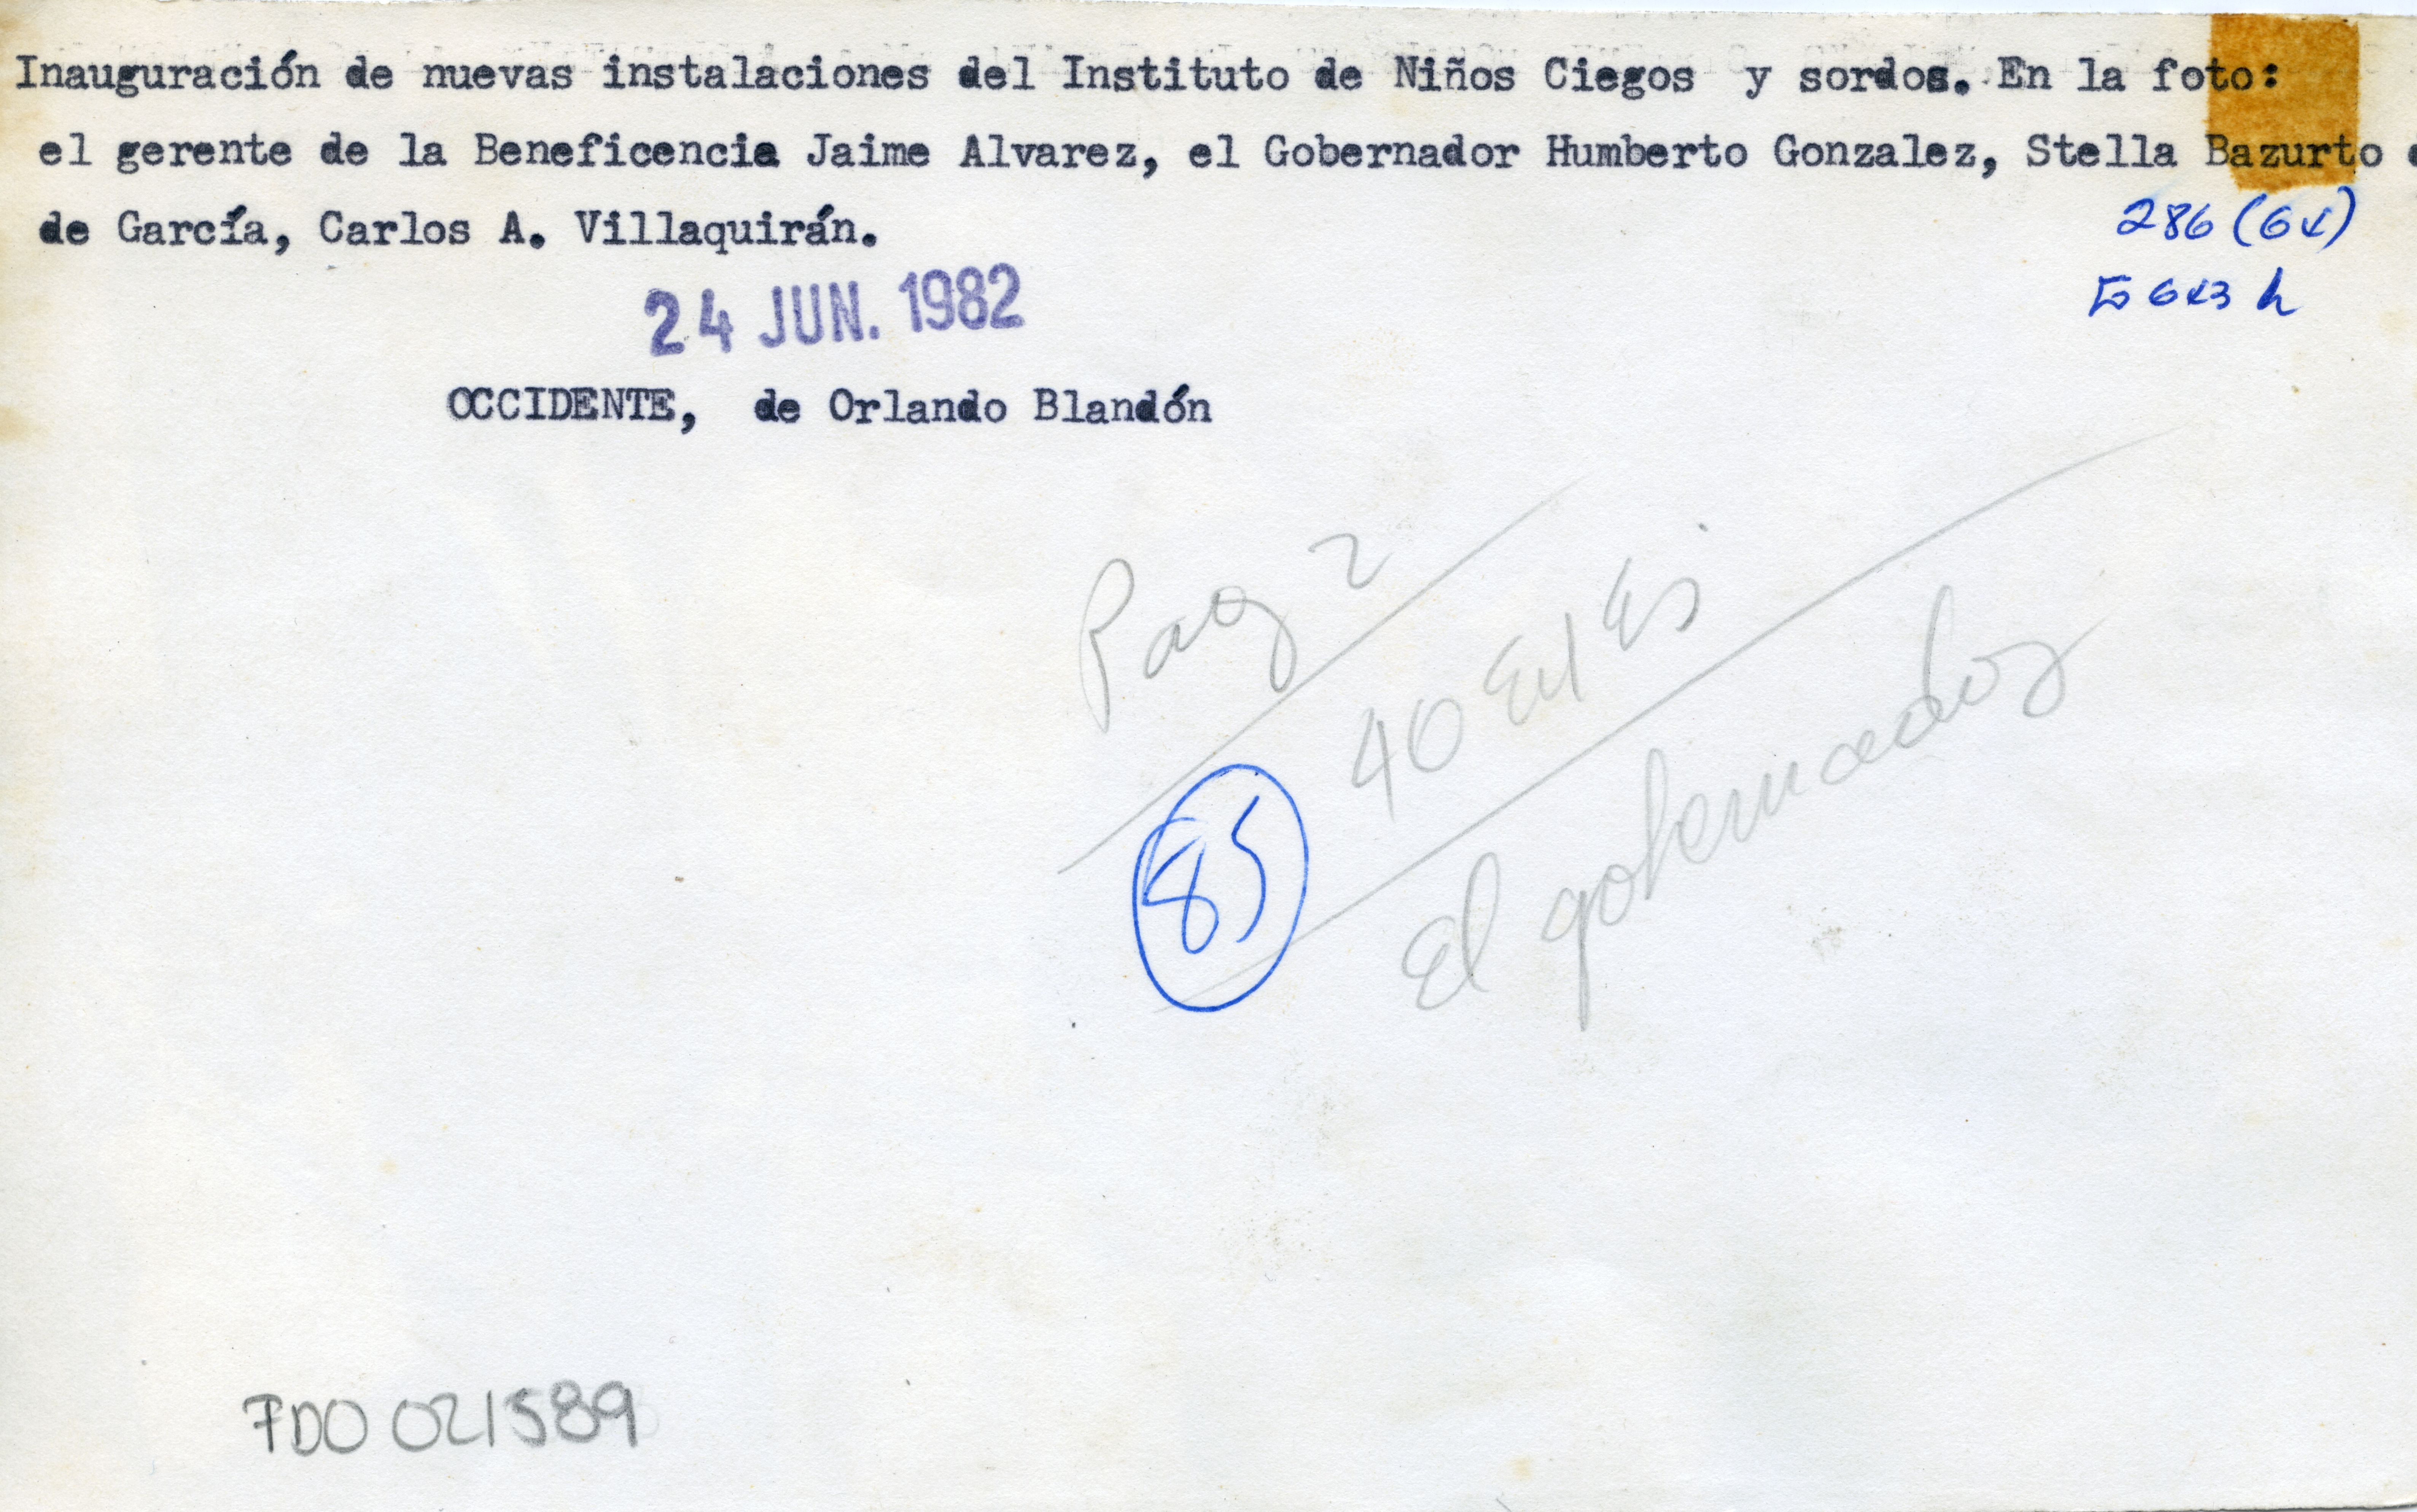 Inauguración de nuevas instalaciones del Instituto de Niños Ciegos y sordos. En la foto:
el gerente de la Beneficencia Jaime Alvarez, el Gobernador Humberto Gonzalez, Stella Bazurto
de García, Carlos A. Villaquirán.
286 (6x)
24 JUN. 1982
OCCIDENTE, de Orlando Blandón
Pag 2
40
85
El gobernador
FDO 021589